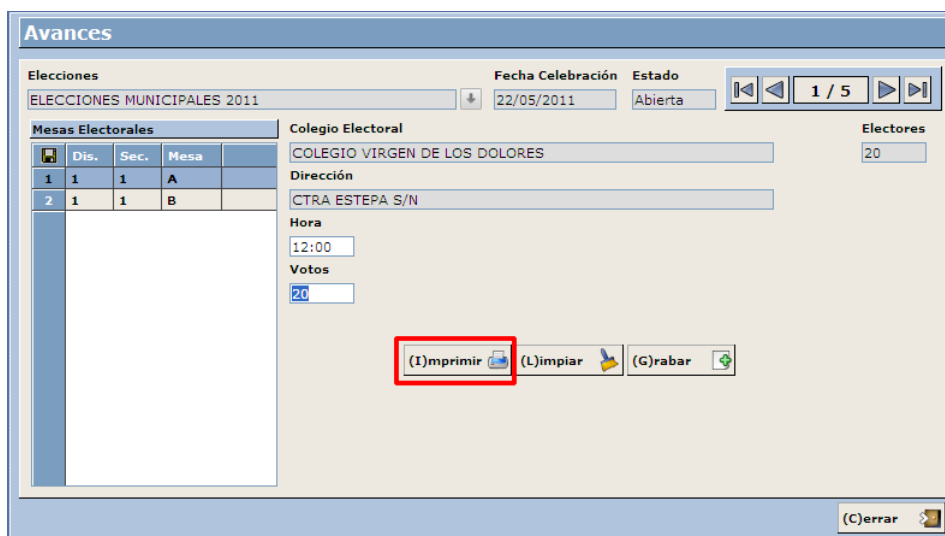 Avances
Elecciones
Fecha Celebración
Estado
ELECCIONES MUNICIPALES 2011
22/05/2011
Abierta
1 / 5
Mesas Electorales
Dis. Sec. Mesa
1 1 1 A
2 1 1 B
Colegio Electoral
Electores
COLEGIO VIRGEN DE LOS DOLORES
20
Dirección
CTRA ESTEPA S/N
Hora
12:00
Votos
20
(I)mprimir
(L)impiar
(G)rabar
(C)errar